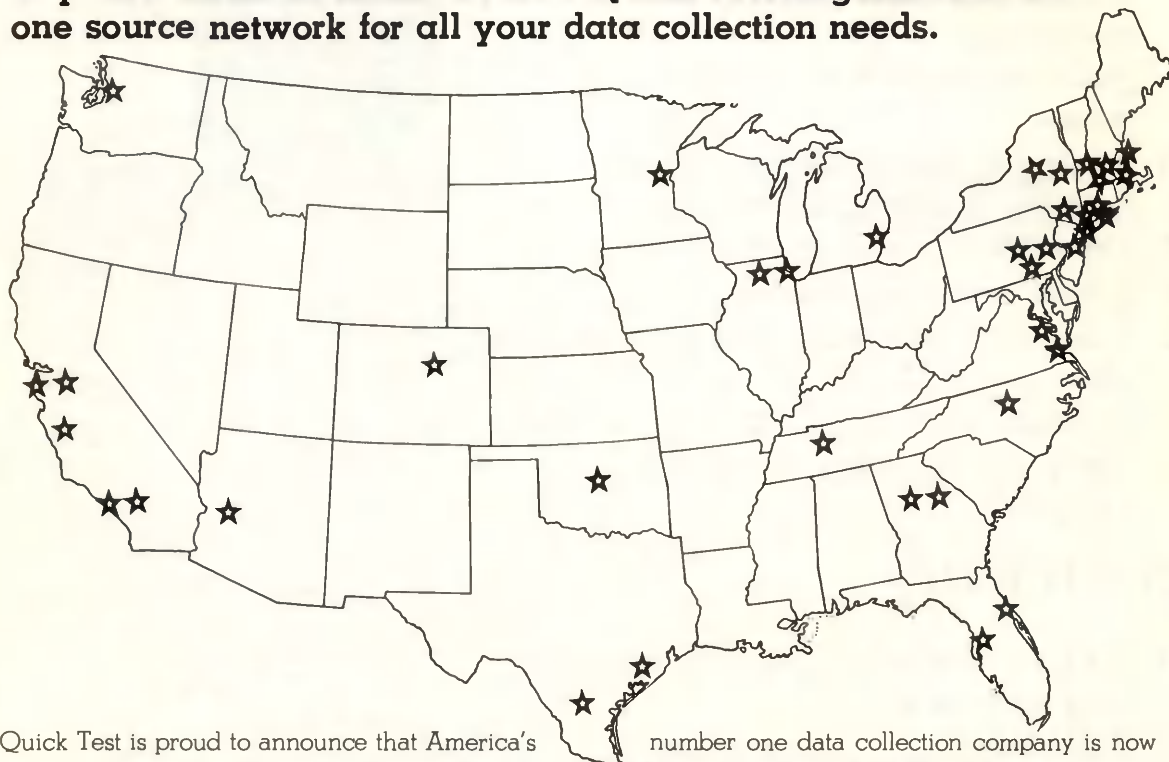 one source network for all your data collection needs.
Quick Test is proud to announce that America's
number one data collection company is now